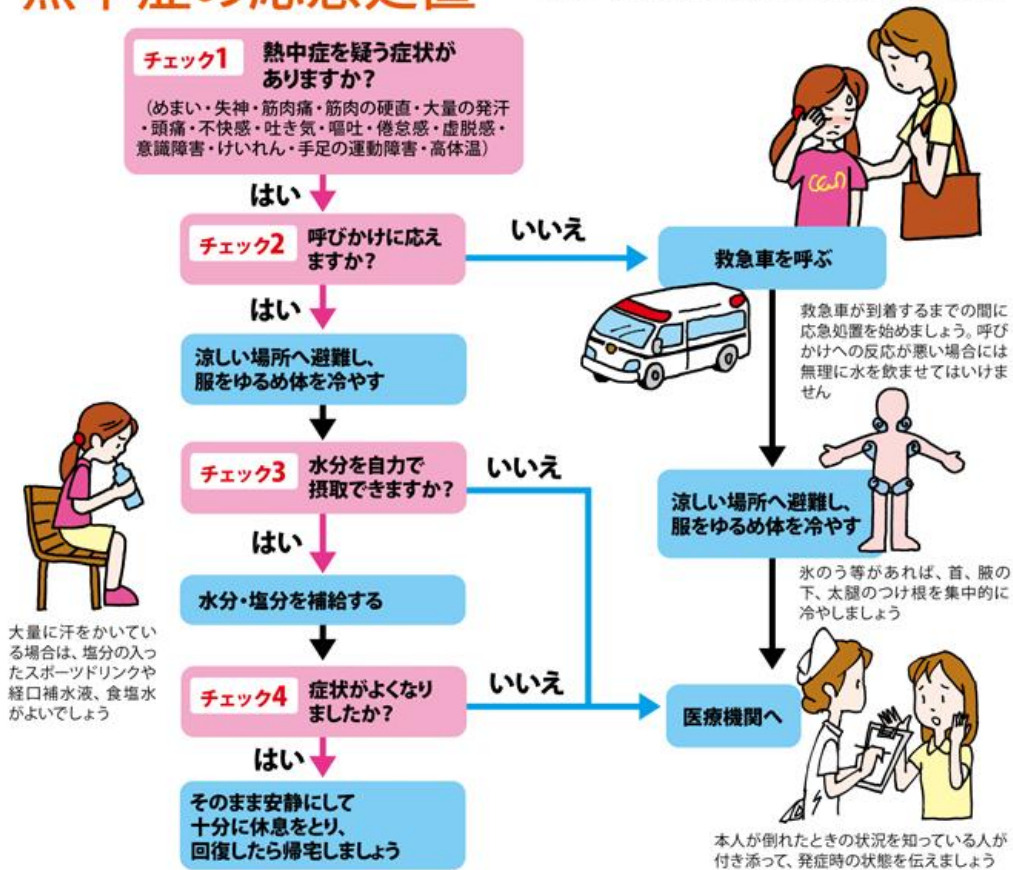 熱中症の応急処置
チェック1
熱中症を疑う症状が
ありますか？
（めまい・失神・筋肉痛・筋肉の硬直・大量の発汗
・頭痛・不快感・吐き気・嘔吐・倦怠感・虚脱感・
意識障害・けいれん・手足の運動障害・高体温）
はい
チェック2
呼びかけに応え
ますか？
いいえ
救急車を呼ぶ
救急車が到着するまでの間に
応急処置を始めましょう。呼び
かけへの反応が悪い場合には
無理に水を飲ませてはいけま
せん
はい
涼しい場所へ避難し、
服をゆるめ体を冷やす
チェック3
水分を自力で
摂取できますか？
いいえ
涼しい場所へ避難し、
服をゆるめ体を冷やす
氷のう等があれば、首、腋の
下、太腿のつけ根を集中的に
冷やしましょう
はい
水分・塩分を補給する
大量に汗をかいてい
る場合は、塩分の入っ
たスポーツドリンクや
経口補水液、食塩水
がよいでしょう
チェック4
症状がよくなり
ましたか？
いいえ
医療機関へ
はい
そのまま安静にして
十分に休息をとり、
回復したら帰宅しましょう
本人が倒れたときの状況を知っている人が
付き添って、発症時の状態を伝えましょう